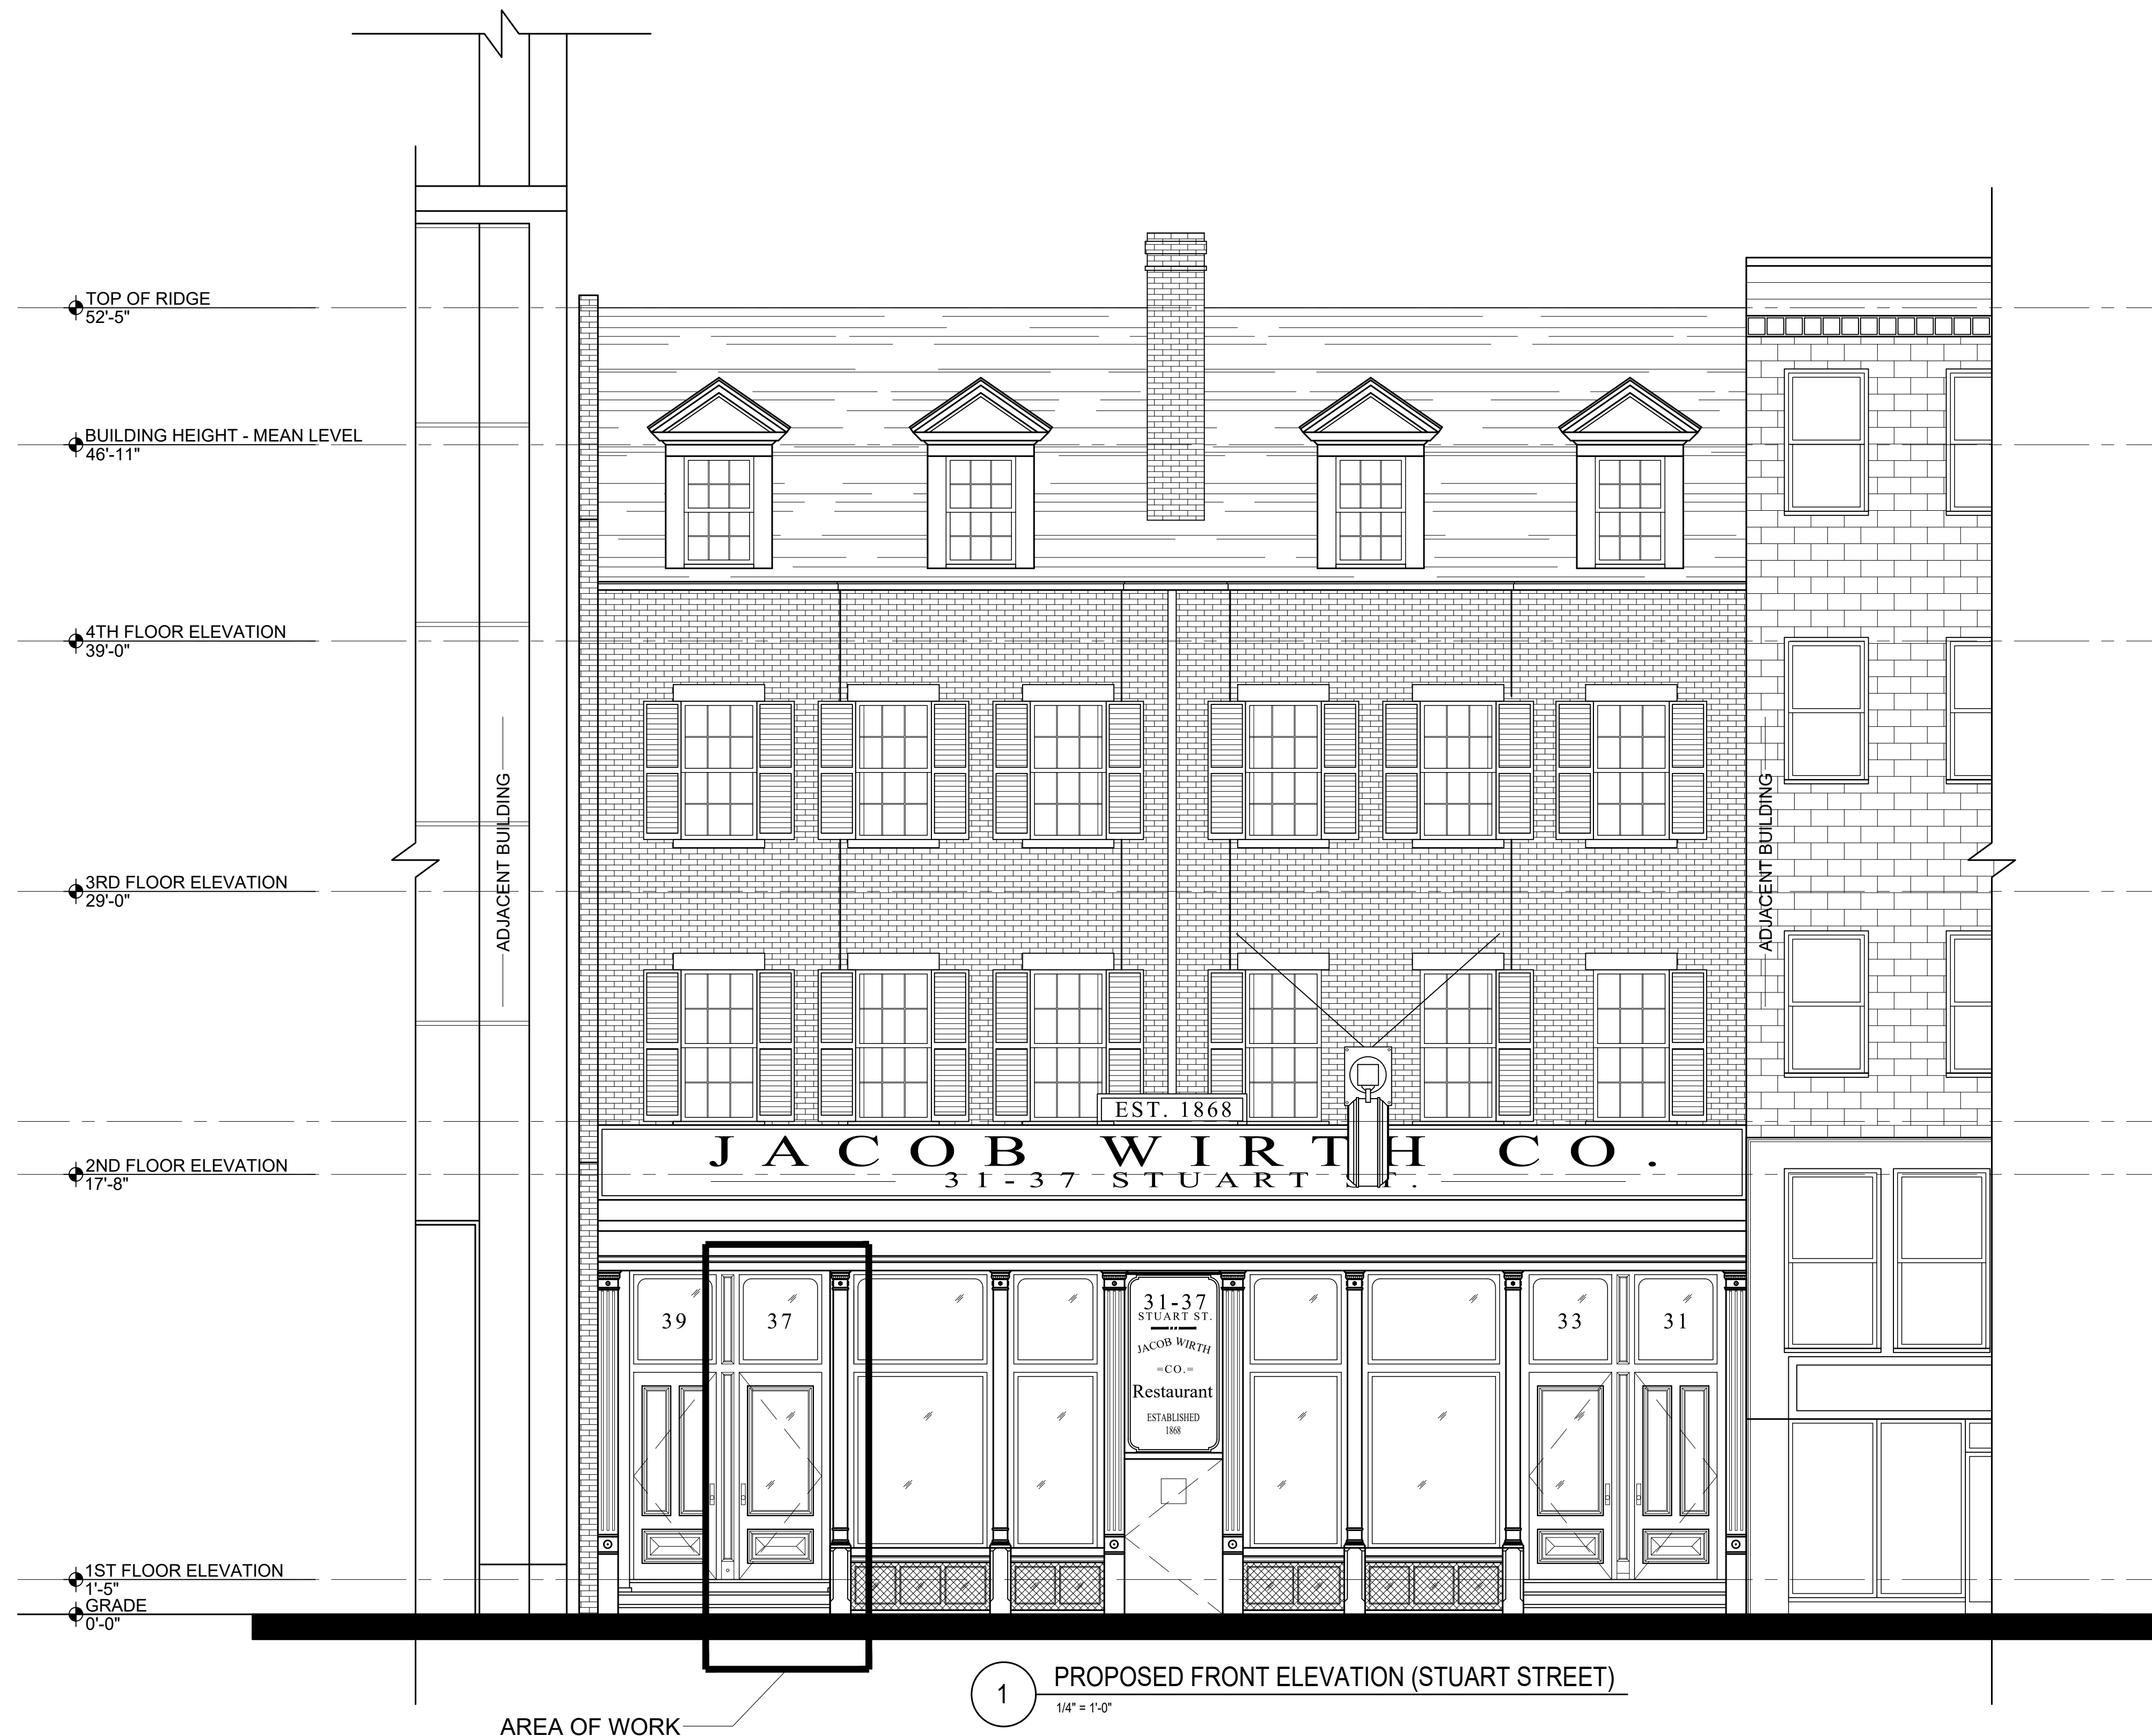 TOP OF RIDGE
52'-5"
BUILDING HEIGHT - MEAN LEVEL
46'-11"
4TH FLOOR ELEVATION
39'-0"
ADJACENT BUILDING
ADJACENT BUILDING
3RD FLOOR ELEVATION
29'-0"
EST. 1868
JACOB WIRTH CO.
31-37 STUART ST.
2ND FLOOR ELEVATION
17'-8"
39
37
31-37
STUART ST.
JACOB WIRTH
=CO.=
Restaurant
ESTABLISHED
1868
33
31
1ST FLOOR ELEVATION
1'-5"
GRADE
0'-0"
1
PROPOSED FRONT ELEVATION (STUART STREET)
1/4" = 1'-0"
AREA OF WORK